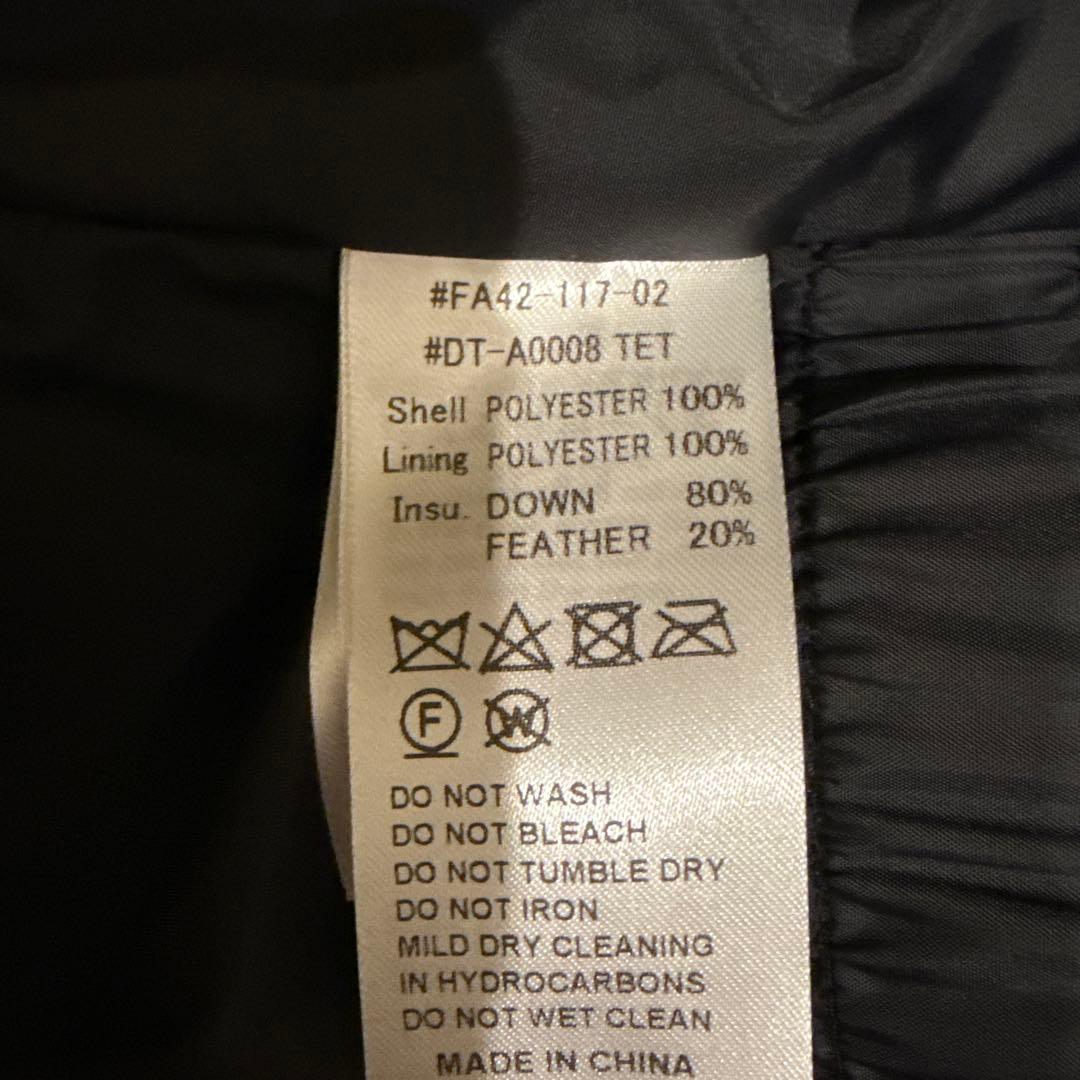 #FA42-117-02
#DT-A0008 TET
Shell POLYESTER 100%
Lining POLYESTER 100%
Insu. DOWN 80%
FEATHER 20%
F W
DO NOT WASH
DO NOT BLEACH
DO NOT TUMBLE DRY
DO NOT IRON
MILD DRY CLEANING
IN HYDROCARBONS
DO NOT WET CLEAN
MADE IN CHINA